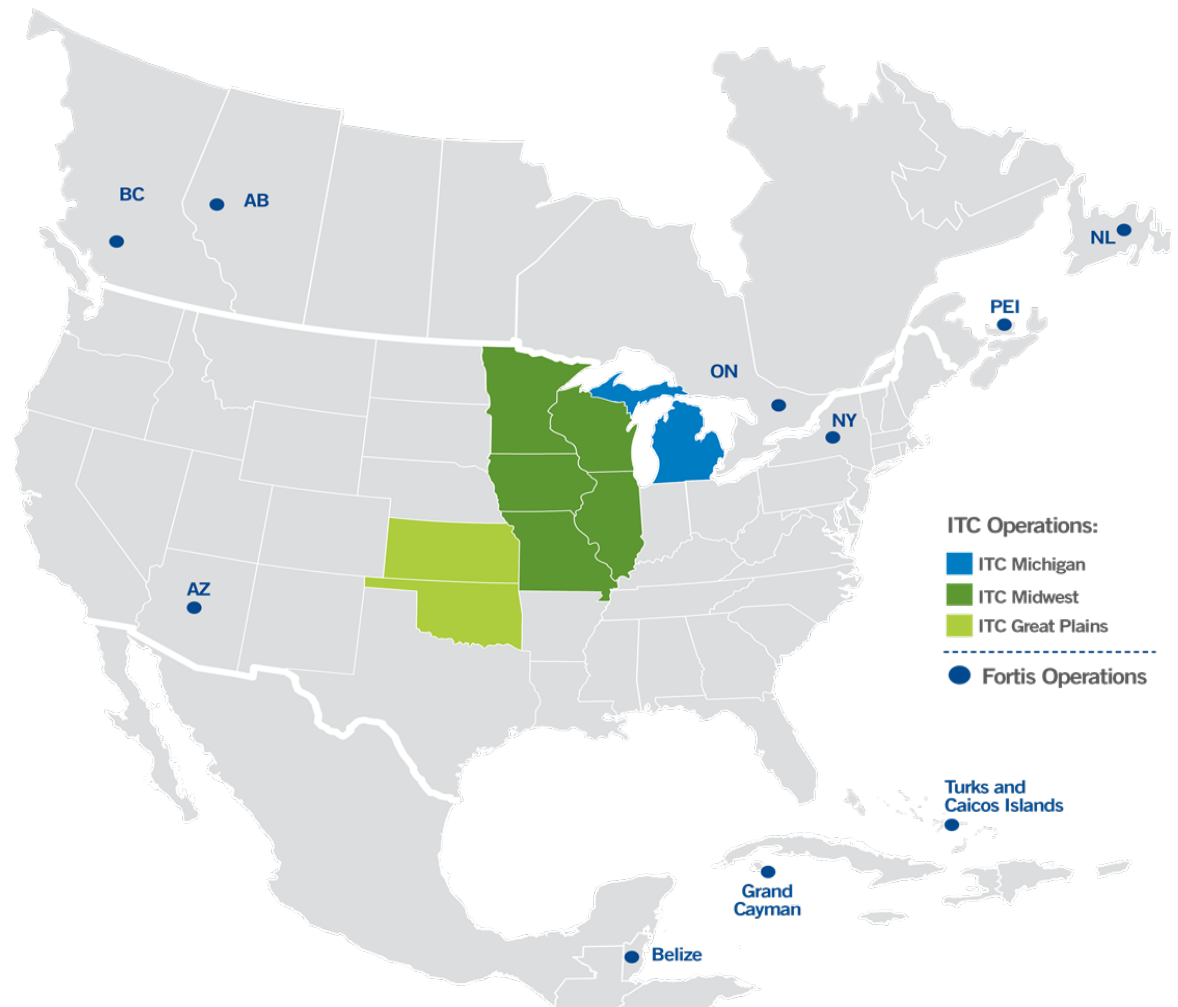 BC
AB
NL
PEI
ON
NY
ITC Operations:
ITC Michigan
ITC Midwest
ITC Great Plains
AZ
Fortis Operations
Turks and
Caicos Islands
Grand
Cayman
Belize